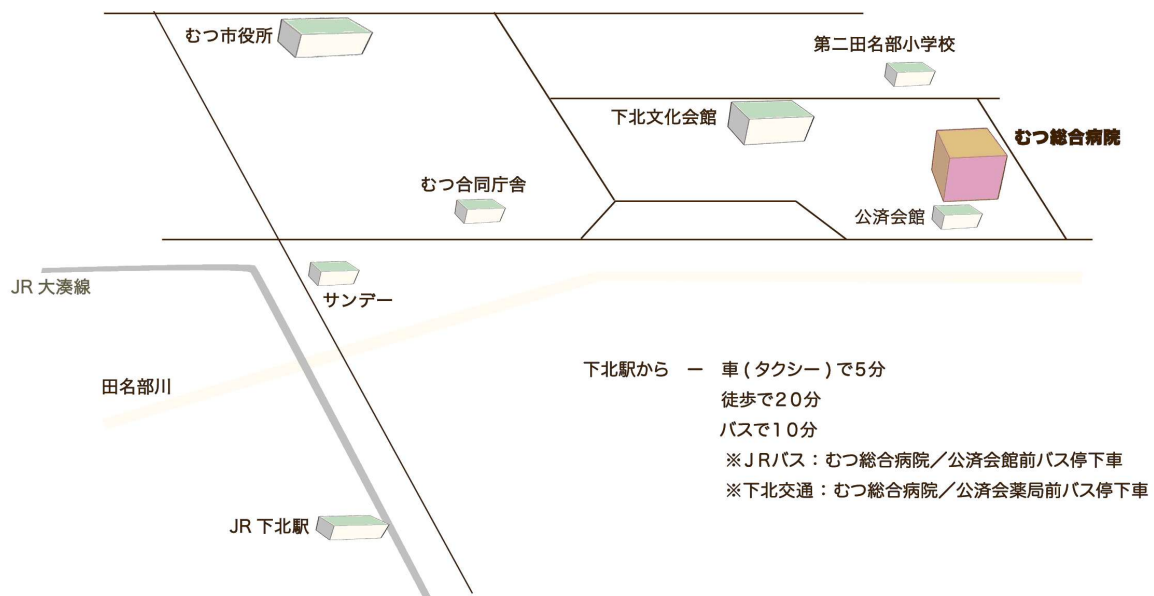 むつ市役所
第二田名部小学校
下北文化会館
むつ総合病院
むつ合同庁舎
公済会館
JR 大湊線
サンデー
田名部川
下北駅から ー 車 ( タクシー ) で５分
徒歩で２０分
バスで１０分
※ＪＲバス：むつ総合病院／公済会館前バス停下車
※下北交通：むつ総合病院／公済会薬局前バス停下車
JR 下北駅